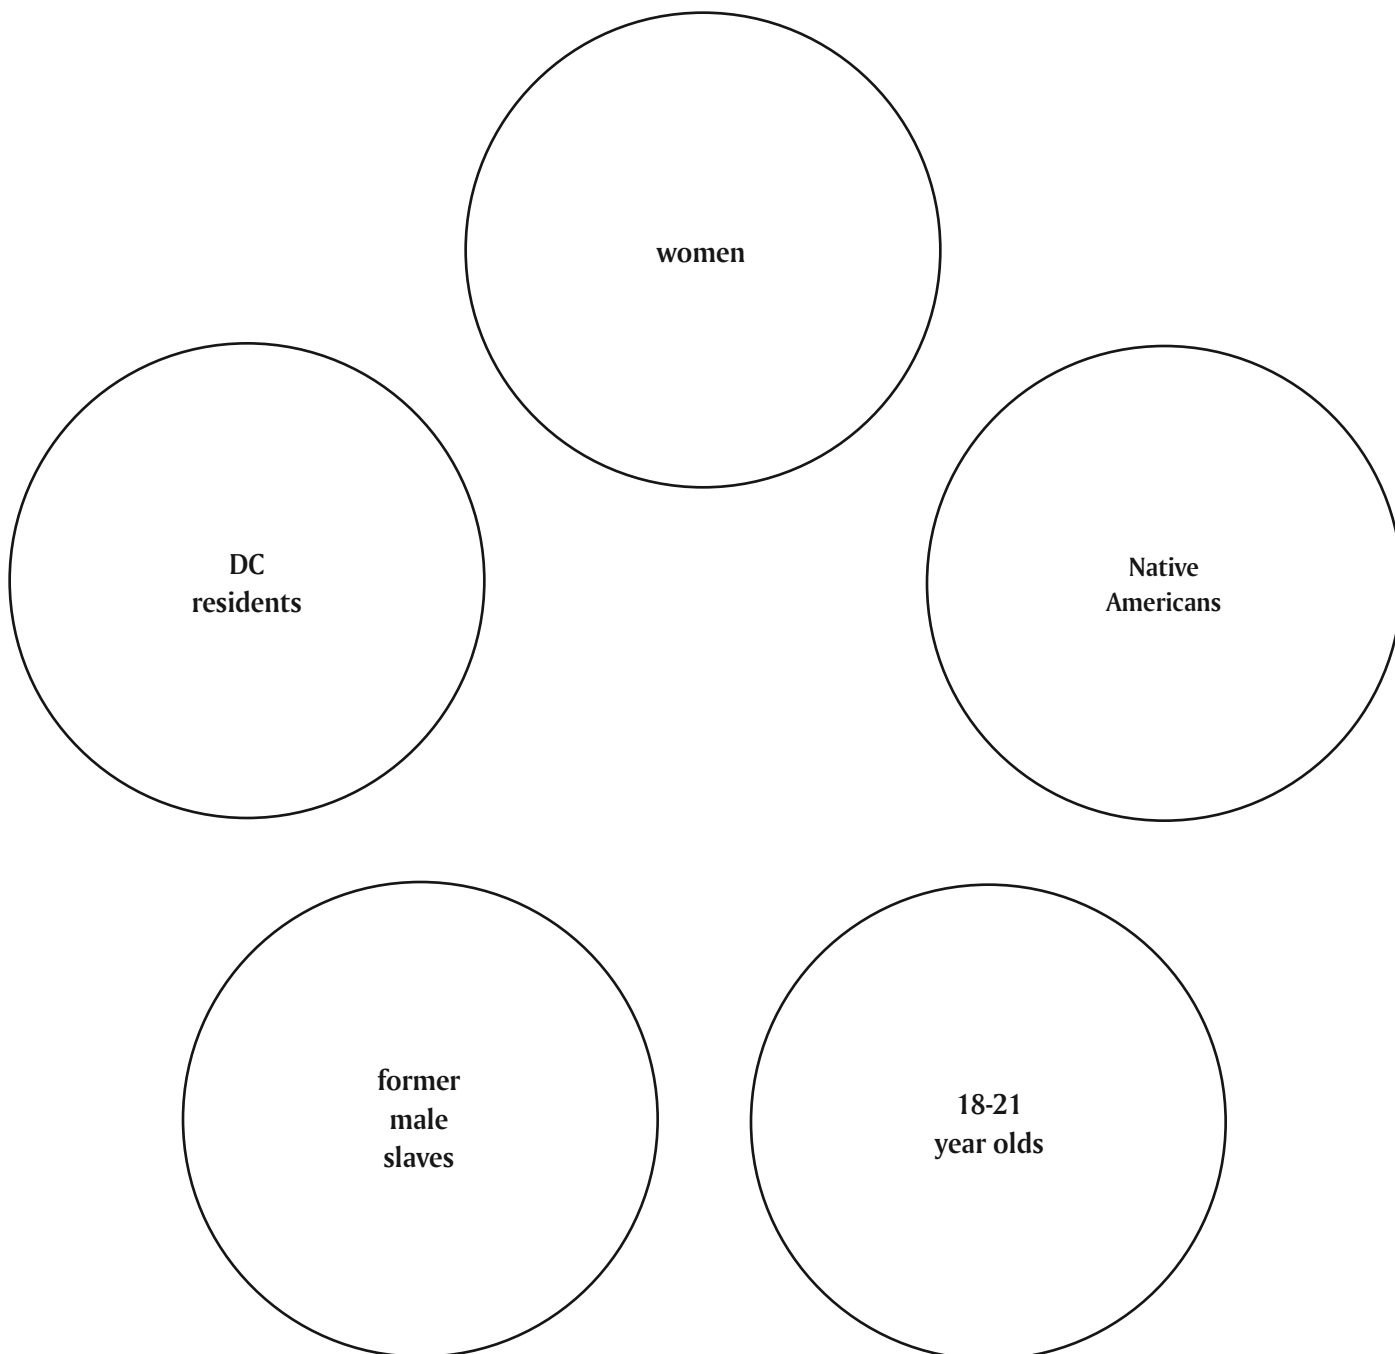 women
DC
residents
Native
Americans
former
male
slaves
18-21
year olds